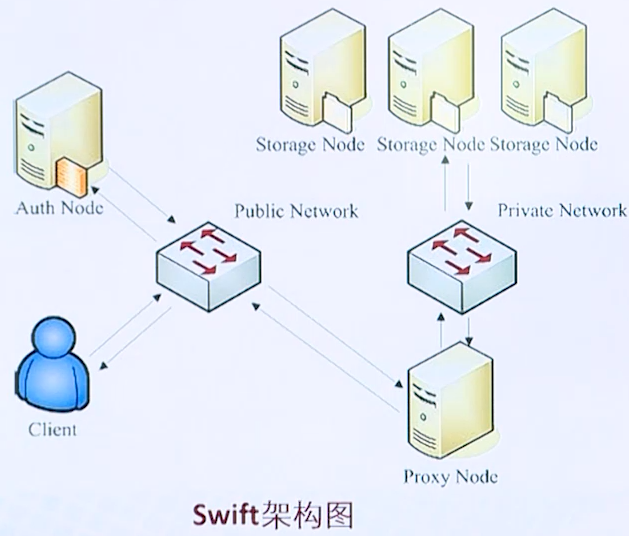 Storage Node Storage Node Storage Node
Auth Node
Public Network
Private Network
Client
Proxy Node
Swift架构图